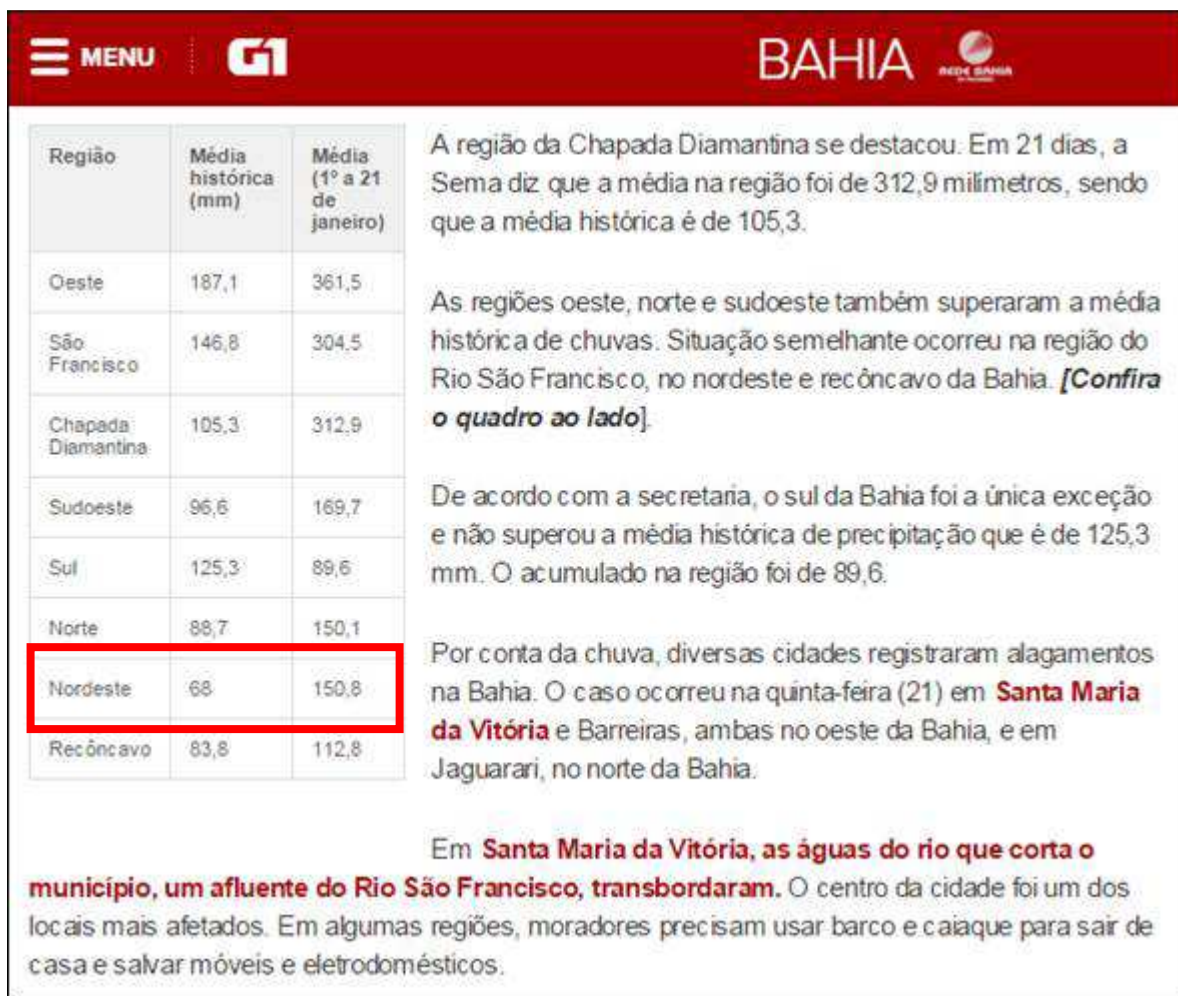 MENU G1 BAHIA REDE BAHIA
Região Média histórica (mm) Média (1º a 21 de janeiro)
Oeste 187,1 361,5
São Francisco 146,8 304,5
Chapada Diamantina 105,3 312,9
Sudoeste 96,6 169,7
Sul 125,3 89,6
Norte 88,7 150,1
Nordeste 68 150,8
Recôncavo 83,8 112,8
A região da Chapada Diamantina se destacou. Em 21 dias, a
Sema diz que a média na região foi de 312,9 milímetros, sendo
que a média histórica é de 105,3.
As regiões oeste, norte e sudoeste também superaram a média
histórica de chuvas. Situação semelhante ocorreu na região do
Rio São Francisco, no nordeste e recôncavo da Bahia. [Confira
o quadro ao lado].
De acordo com a secretaria, o sul da Bahia foi a única exceção
e não superou a média histórica de precipitação que é de 125,3
mm. O acumulado na região foi de 89,6.
Por conta da chuva, diversas cidades registraram alagamentos
na Bahia. O caso ocorreu na quinta-feira (21) em Santa Maria
da Vitória e Barreiras, ambas no oeste da Bahia, e em
Jaguarari, no norte da Bahia.
Em Santa Maria da Vitória, as águas do rio que corta o
município, um afluente do Rio São Francisco, transbordaram. O centro da cidade foi um dos
locais mais afetados. Em algumas regiões, moradores precisam usar barco e caiaque para sair de
casa e salvar móveis e eletrodomésticos.